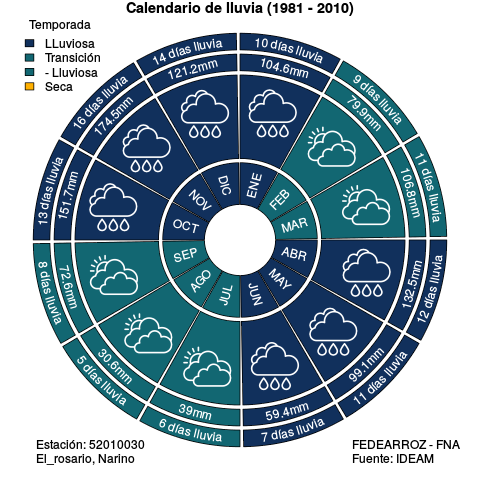 Calendario de lluvia (1981 - 2010)
Temporada
LLuviosa
Transición
- Lluviosa
Seca
10 días lluvia
104.6mm
ENE
9 días lluvia
79.9mm
FEB
11 días lluvia
106.8mm
MAR
12 días lluvia
132.5mm
ABR
11 días lluvia
99.1mm
MAY
7 días lluvia
59.4mm
JUN
6 días lluvia
39mm
JUL
5 días lluvia
30.6mm
AGO
8 días lluvia
72.6mm
SEP
13 días lluvia
151.7mm
OCT
16 días lluvia
174.5mm
NOV
14 días lluvia
121.2mm
DIC
Estación: 52010030
El_rosario, Narino
FEDEARROZ - FNA
Fuente: IDEAM